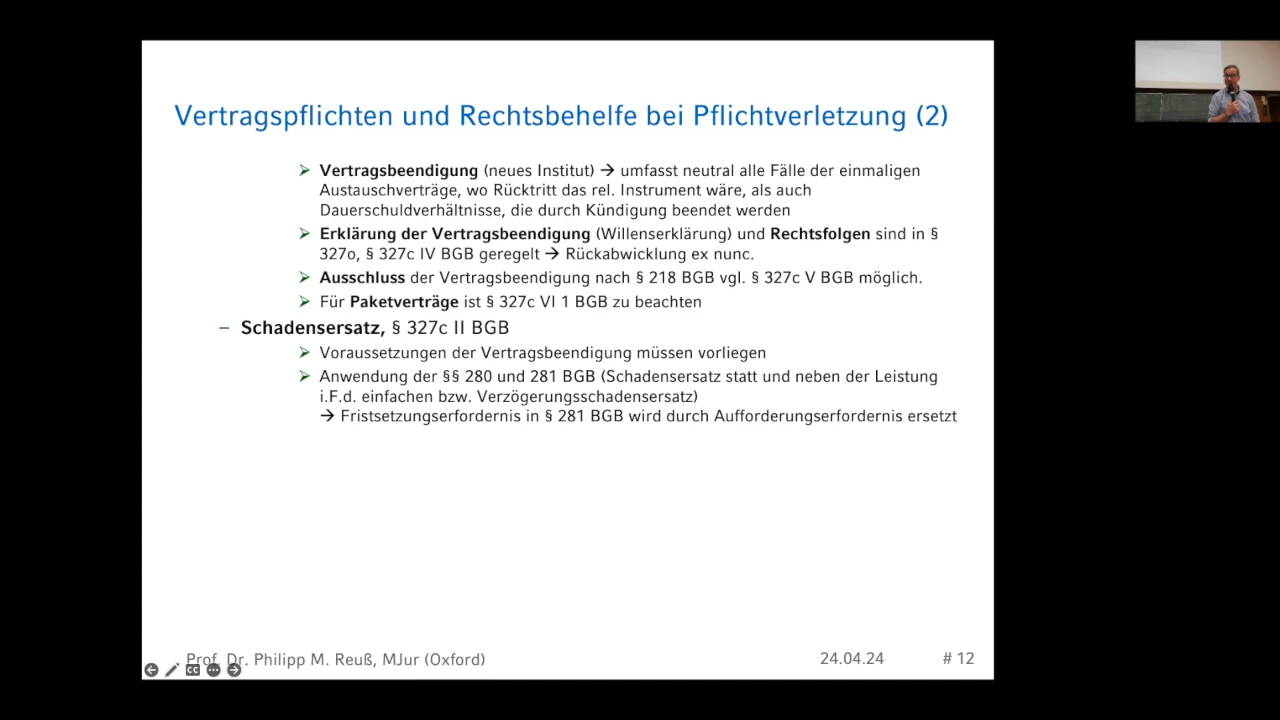 Vertragspflichten und Rechtsbehelfe bei Pflichtverletzung (2)
➢ Vertragsbeendigung (neues Institut) → umfasst neutral alle Fälle der einmaligen
Austauschverträge, wo Rücktritt das rel. Instrument wäre, als auch
Dauerschuldverhältnisse, die durch Kündigung beendet werden
➢ Erklärung der Vertragsbeendigung (Willenserklärung) und Rechtsfolgen sind in §
327o, § 327c IV BGB geregelt → Rückabwicklung ex nunc.
➢ Ausschluss der Vertragsbeendigung nach § 218 BGB vgl. § 327c V BGB möglich.
➢ Für Paketverträge ist § 327c VI 1 BGB zu beachten
– Schadensersatz, § 327c II BGB
➢ Voraussetzungen der Vertragsbeendigung müssen vorliegen
➢ Anwendung der §§ 280 und 281 BGB (Schadensersatz statt und neben der Leistung
i.F.d. einfachen bzw. Verzögerungsschadensersatz)
→ Fristsetzungserfordernis in § 281 BGB wird durch Aufforderungserfordernis ersetzt
Prof. Dr. Philipp M. Reuß, MJur (Oxford)
24.04.24
# 12
CC